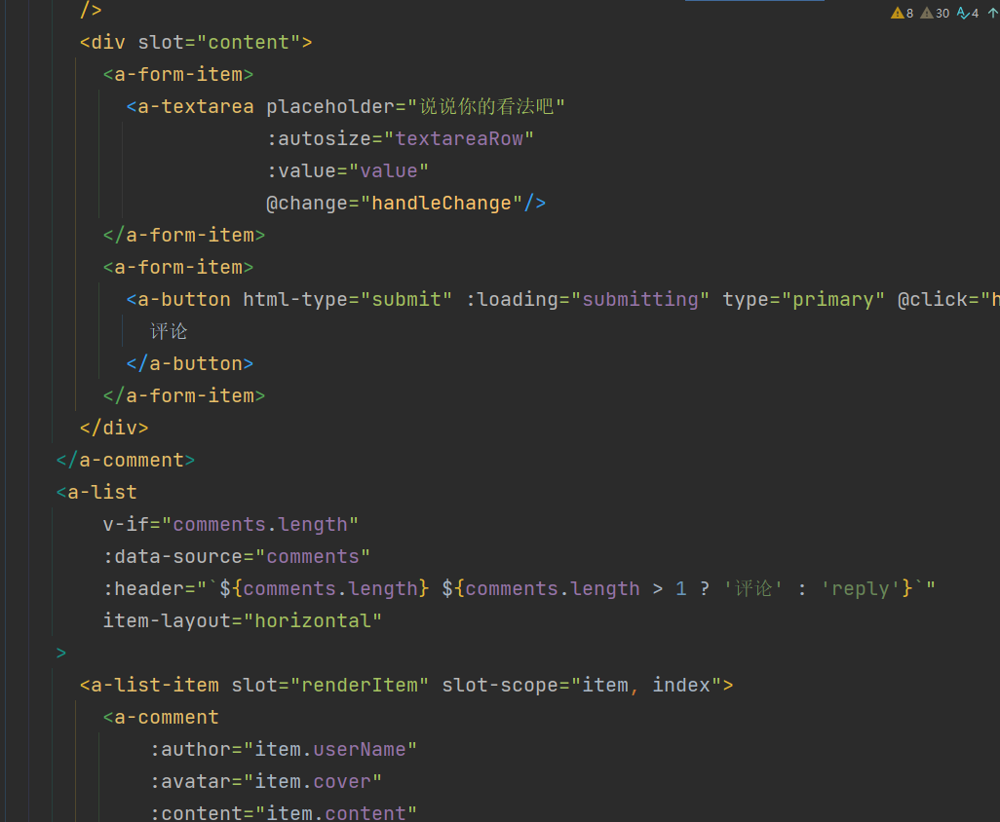 />
8 30 4
<div slot="content">
<a-form-item>
<a-textarea placeholder="说说你的看法吧"
:autosize="textareaRow"
:value="value"
@change="handleChange"/>
</a-form-item>
<a-form-item>
<a-button html-type="submit" :loading="submitting" type="primary" @click="h
评论
</a-button>
</a-form-item>
</div>
</a-comment>
<a-list
v-if="comments.length"
:data-source="comments"
:header="`${comments.length} ${comments.length > 1 ? '评论' : 'reply'}`"
item-layout="horizontal"
>
<a-list-item slot="renderItem" slot-scope="item, index">
<a-comment
:author="item.userName"
:avatar="item.cover"
:content="item.content"